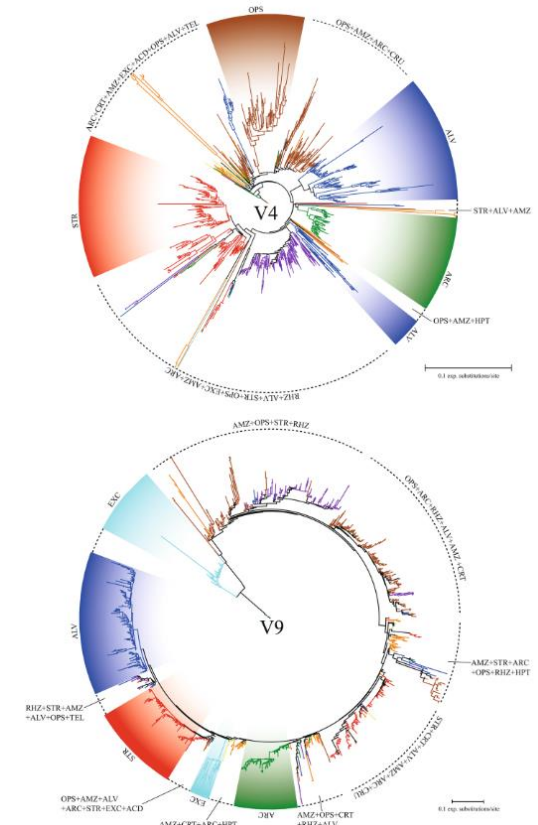 OPS
OPS+AMZ+ARC+CRU
ARC+CRT+AMZ+EXC+ACD+OPS+ALV+TEL
ALV
STR
V4
STR+ALV+AMZ
ARC
OPS+AMZ+HPT
ALV
RHZ+ALV+STR+OPS+EXC+AMZ+ARC
0.1 exp. substitutions/site
AMZ+OPS+STR+RHZ
EXC
OPS+ARC+RHZ+ALV+AMZ+CRT
ALV
V9
AMZ+STR+ARC
+OPS+RHZ+HPT
RHZ+STR+AMZ
+ALV+OPS+TEL
STR
STR+CRT+ALV+AMZ+ARC+CRU
OPS+AMZ+ALV
+ARC+STR+EXC+ACD
EXC
ARC
0.1 exp. substitutions/site
AMZ+CRT+ARC+HPT
AMZ+OPS+CRT
+RHZ+ALV